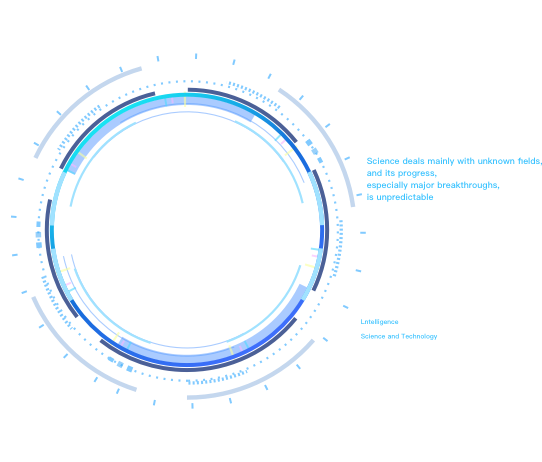 Science deals mainly with unknown fields,
and its progress,
especially major breakthroughs,
is unpredictable
Lntelligence
Science and Technology